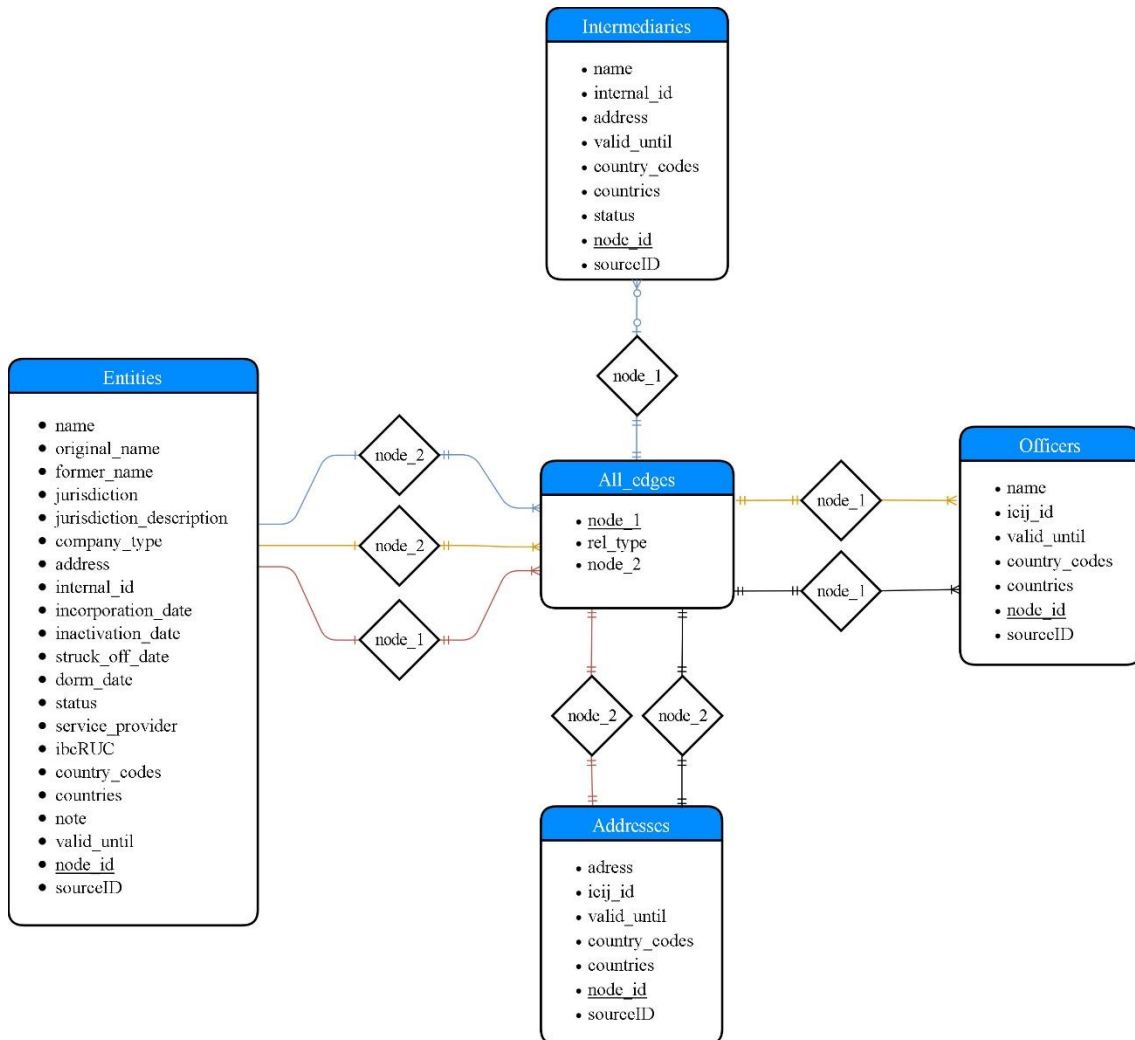 Intermediaries
name
internal_id
address
valid_until
country_codes
countries
status
node_id
sourceID
node_1
Entities
name
original_name
former_name
jurisdiction
jurisdiction_description
company_type
address
internal_id
incorporation_date
inactivation_date
struck_off_date
dorm_date
status
service_provider
ibcRUC
country_codes
countries
note
valid_until
node_id
sourceID
node_2
node_2
node_1
All_edges
node_1
rel_type
node_2
node_1
node_1
Officers
name
icij_id
valid_until
country_codes
countries
node_id
sourceID
node_2
node_2
Addresses
adress
icij_id
valid_until
country_codes
countries
node_id
sourceID